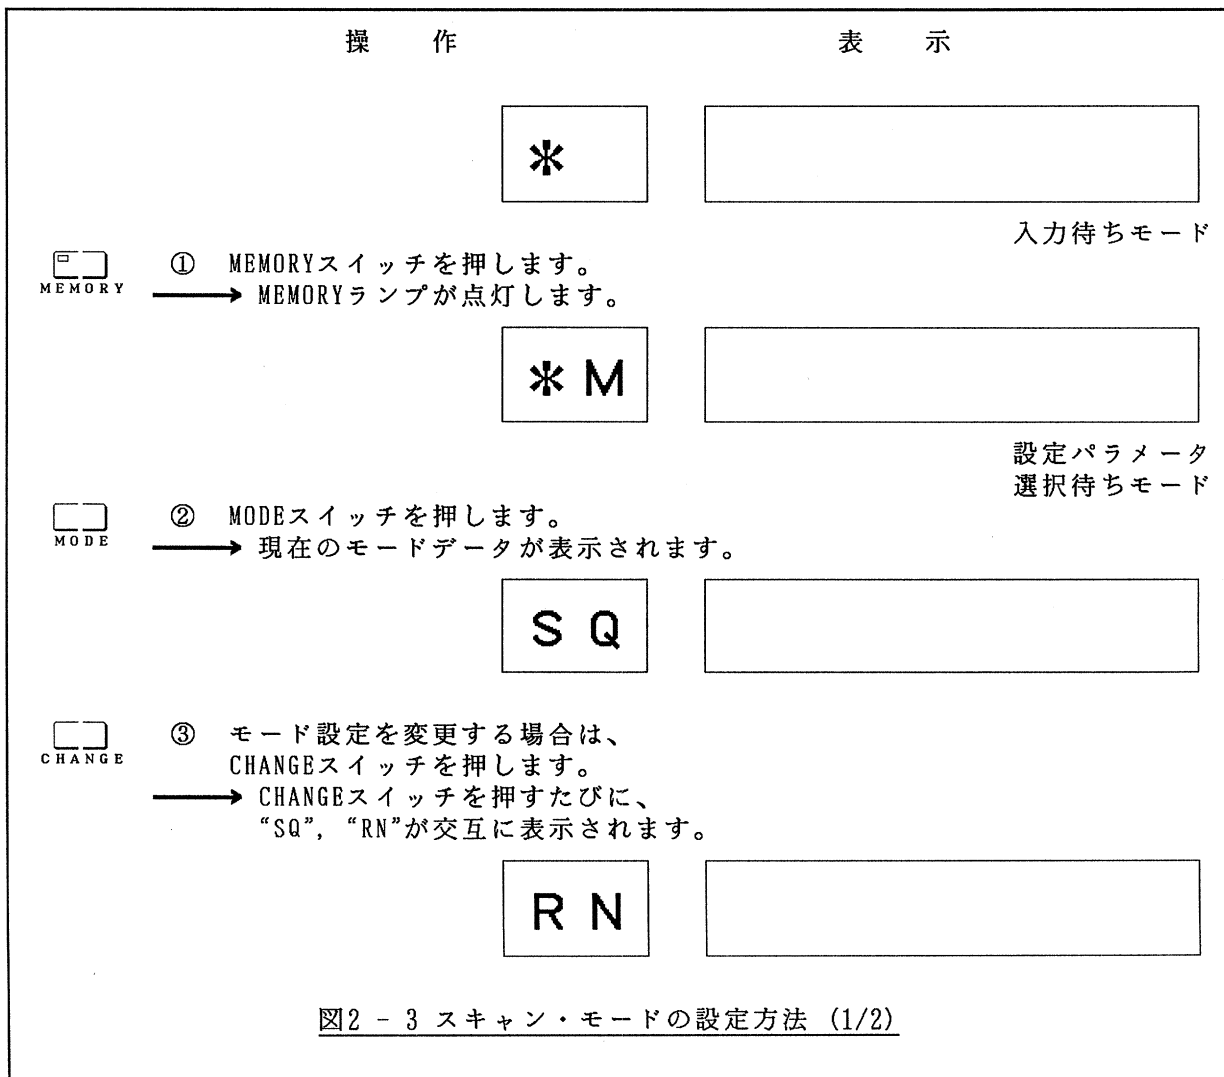 操　作　表　示
*
入力待ちモード
MEMORY ① MEMORYスイッチを押します。
→ MEMORYランプが点灯します。
* M
設定パラメータ
選択待ちモード
MODE ② MODEスイッチを押します。
→ 現在のモードデータが表示されます。
S Q
CHANGE ③ モード設定を変更する場合は、
CHANGEスイッチを押します。
→ CHANGEスイッチを押すたびに、
“SQ”, “RN”が交互に表示されます。
R N
図2 - 3 スキャン・モードの設定方法 (1/2)